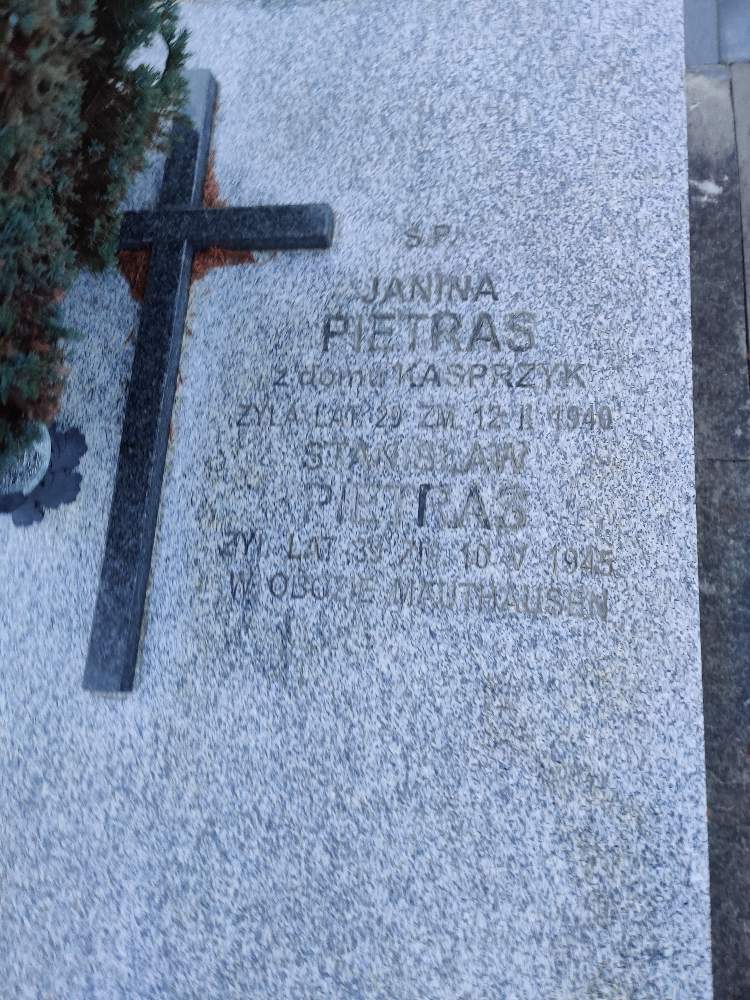 Ś.P.
JANINA
PIETRAS
z domu KASPRZYK
ŻYŁA LAT 29 ZM. 12 II 1940
STANISŁAW
PIETRAS
ŻYŁ LAT 39 ZM. 10 V 1945
W OBOZIE MAUTHAUSEN